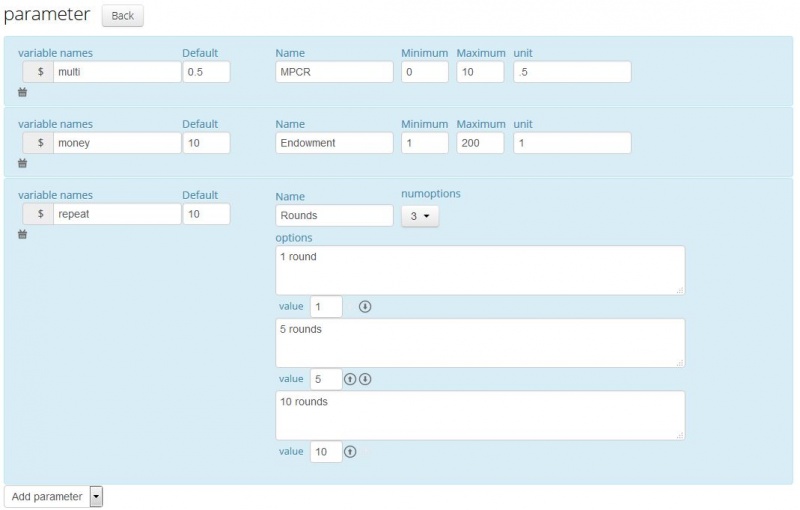 parameter Back
variable names Default Name Minimum Maximum unit
$ multi 0.5 MPCR 0 10 .5
variable names Default Name Minimum Maximum unit
$ money 10 Endowment 1 200 1
variable names Default Name numoptions
$ repeat 10 Rounds 3
options
1 round
value 1
5 rounds
value 5
10 rounds
value 10
Add parameter